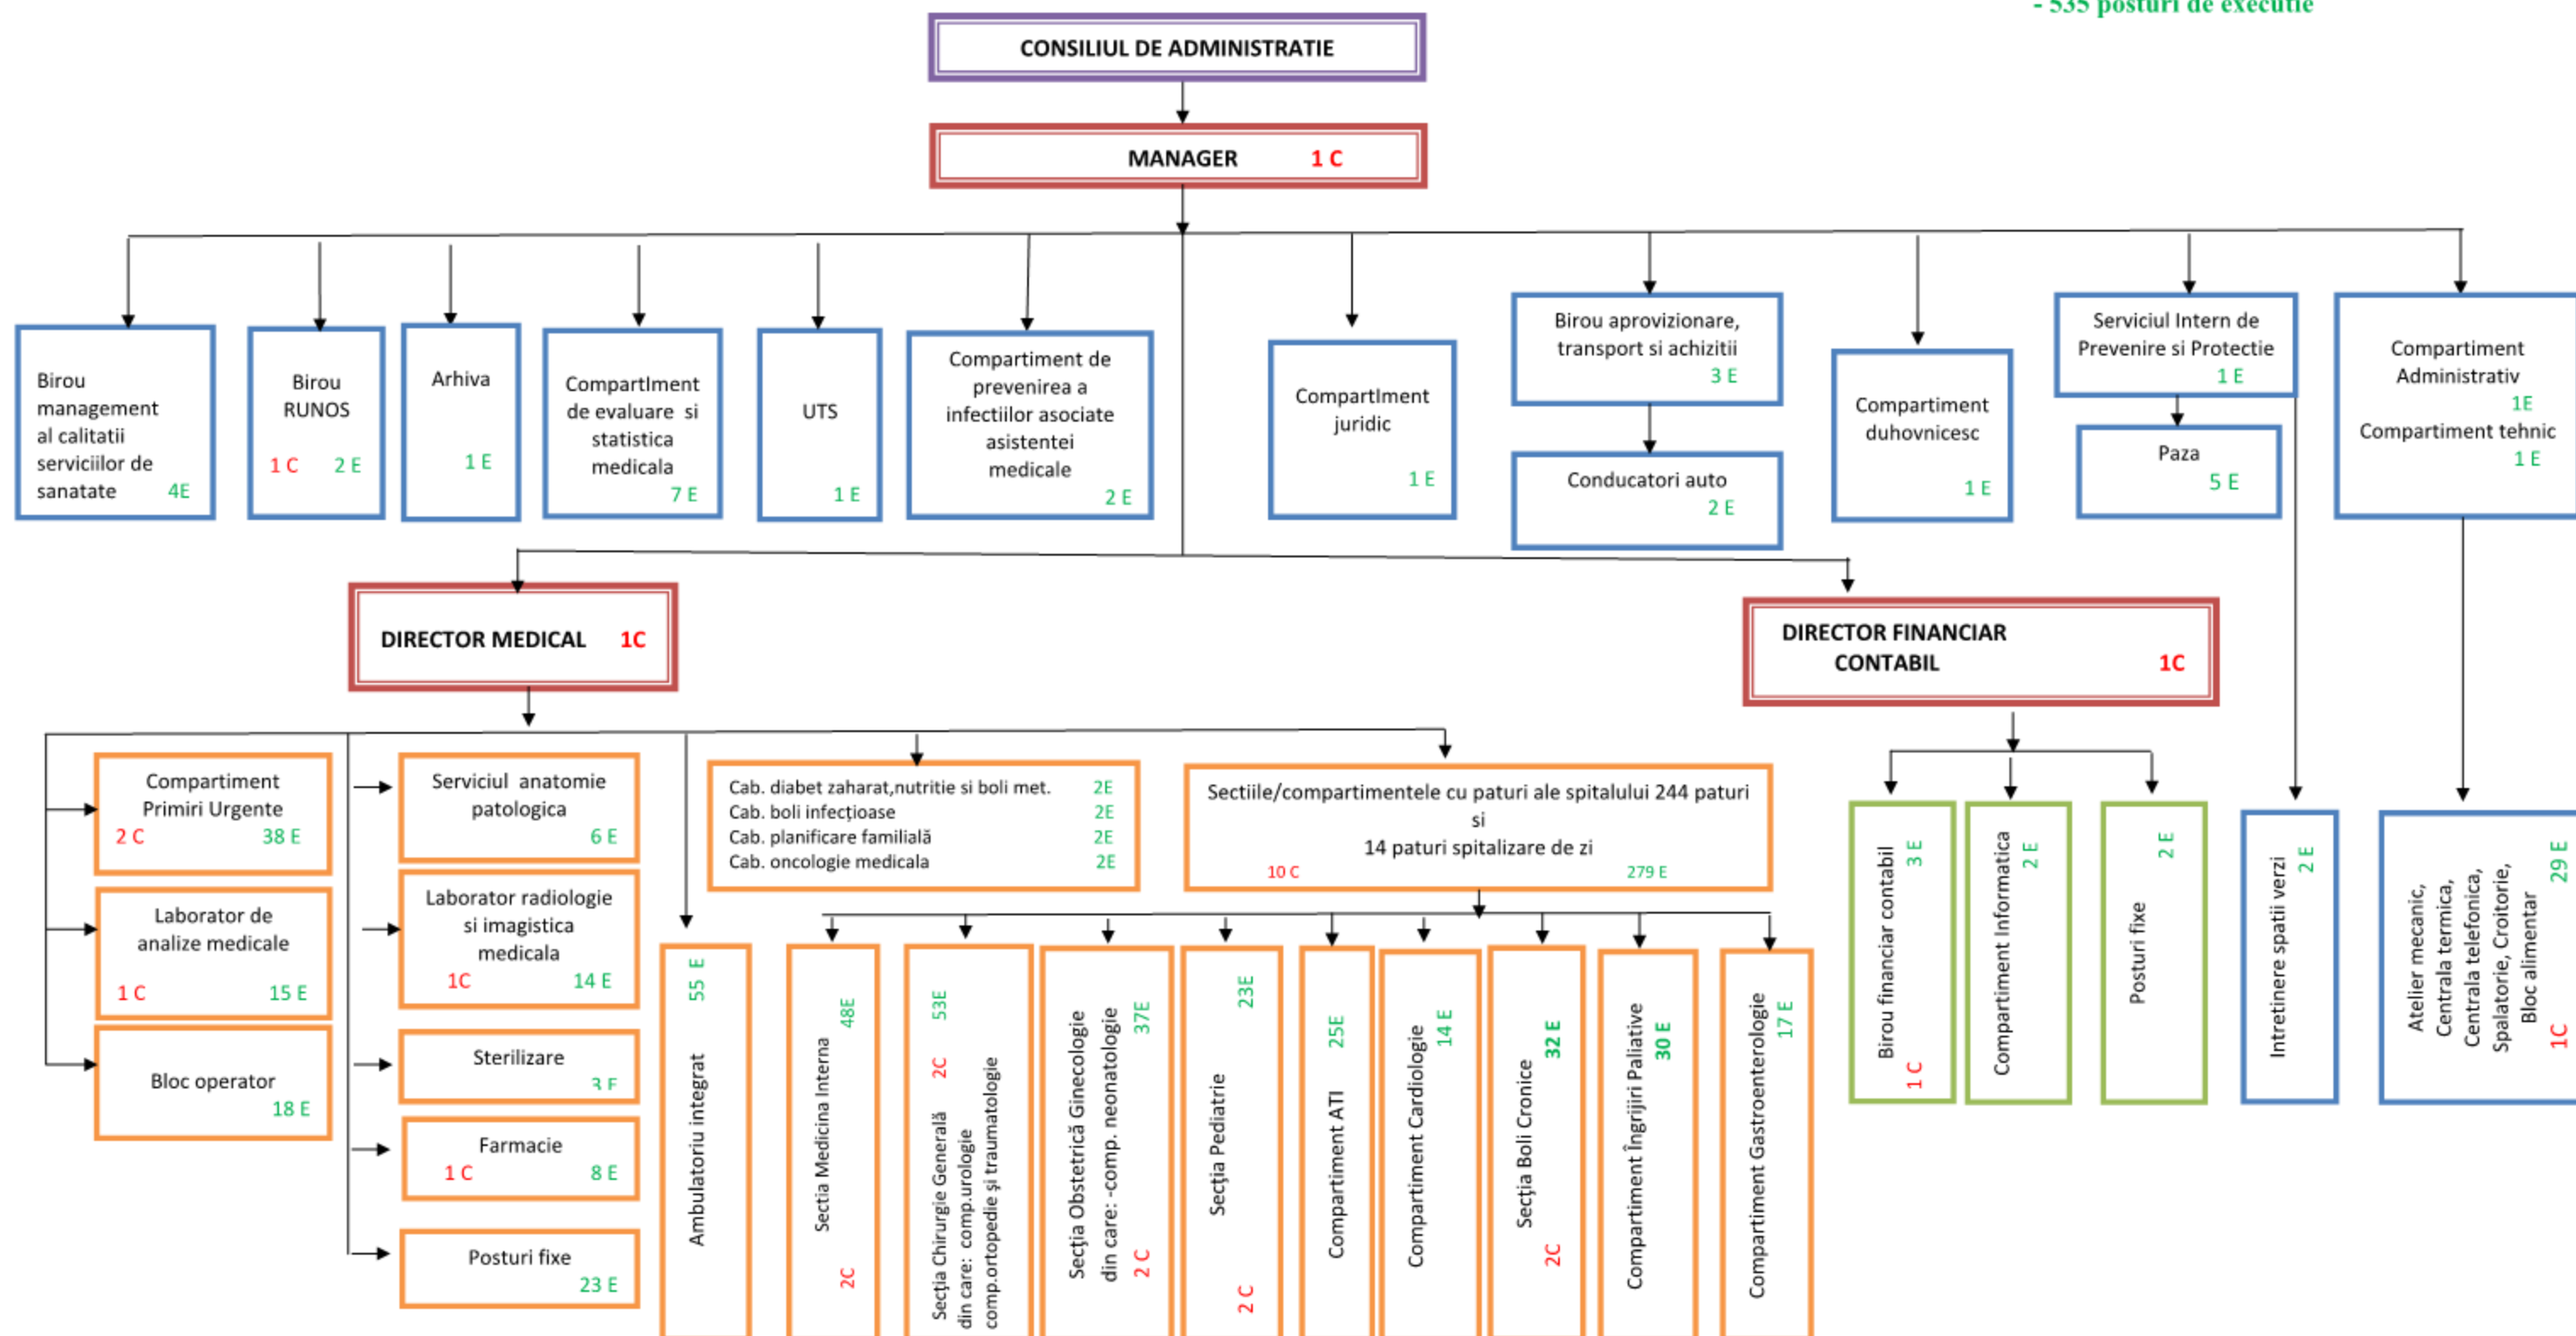 - 535 posturi de executie
CONSILIUL DE ADMINISTRATIE
MANAGER 1 C
Birou
management
al calitatii
serviciilor de
sanatate 4E
Birou
RUNOS
1 C 2 E
Arhiva
1 E
CompartIment
de evaluare si
statistica
medicala
7 E
UTS
1 E
Compartiment de
prevenirea a
infectiilor asociate
asistentei
medicale
2 E
CompartIment
juridic
1 E
Birou aprovizionare,
transport si achizitii
3 E
Conducatori auto
2 E
Compartiment
duhovnicesc
1 E
Serviciul Intern de
Prevenire si Protectie
1 E
Paza
5 E
Compartiment
Administrativ
1E
Compartiment tehnic
1 E
DIRECTOR MEDICAL 1C
DIRECTOR FINANCIAR
CONTABIL 1C
Compartiment
Primiri Urgente
2 C 38 E
Laborator de
analize medicale
1 C 15 E
Bloc operator
18 E
Serviciul anatomie
patologica
6 E
Laborator radiologie
si imagistica
medicala
1C 14 E
Sterilizare
3 E
Farmacie
1 C 8 E
Posturi fixe
23 E
Ambulatoriu integrat
55 E
Cab. diabet zaharat,nutritie si boli met. 2E
Cab. boli infecțioase 2E
Cab. planificare familială 2E
Cab. oncologie medicala 2E
Sectiile/compartimentele cu paturi ale spitalului 244 paturi
si
14 paturi spitalizare de zi
10 C 279 E
Sectia Medicina Interna
2C 48E
Secţia Chirurgie Generală 2C 53E
din care: comp.urologie
comp.ortopedie şi traumatologie
Secţia Obstetrică Ginecologie
din care: -comp. neonatologie
2 C 37E
Secţia Pediatrie
2 C 23E
Compartiment ATI 25E
Compartiment Cardiologie
14 E
Secţia Boli Cronice
2C 32 E
Compartiment Îngrijiri Paliative
30 E
Compartiment Gastroenterologie
17 E
Birou financiar contabil
1 C 3 E
Compartiment Informatica
2 E
Posturi fixe
2 E
Intretinere spatii verzi
2 E
Atelier mecanic,
Centrala termica,
Centrala telefonica,
Spalatorie, Croitorie,
Bloc alimentar
1C 29 E